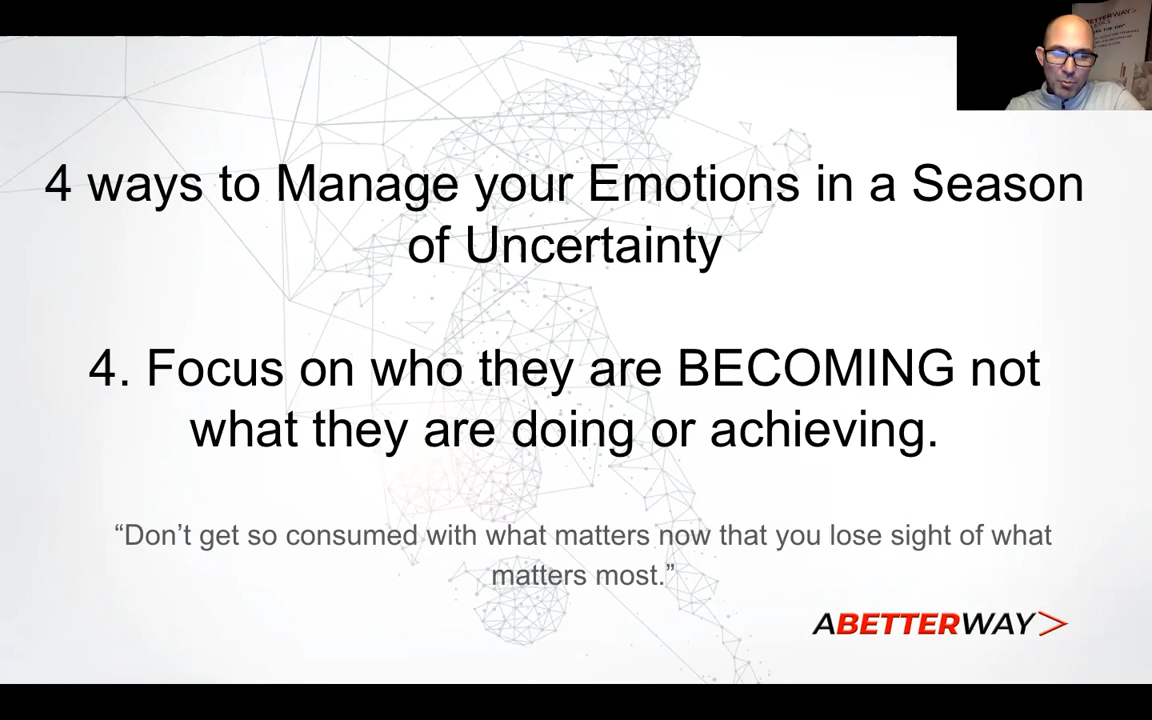 BETTERWAY>
4 ways to Manage your Emotions in a Season
of Uncertainty
4. Focus on who they are BECOMING not
what they are doing or achieving.
“Don’t get so consumed with what matters now that you lose sight of what
matters most.”
ABETTERWAY>